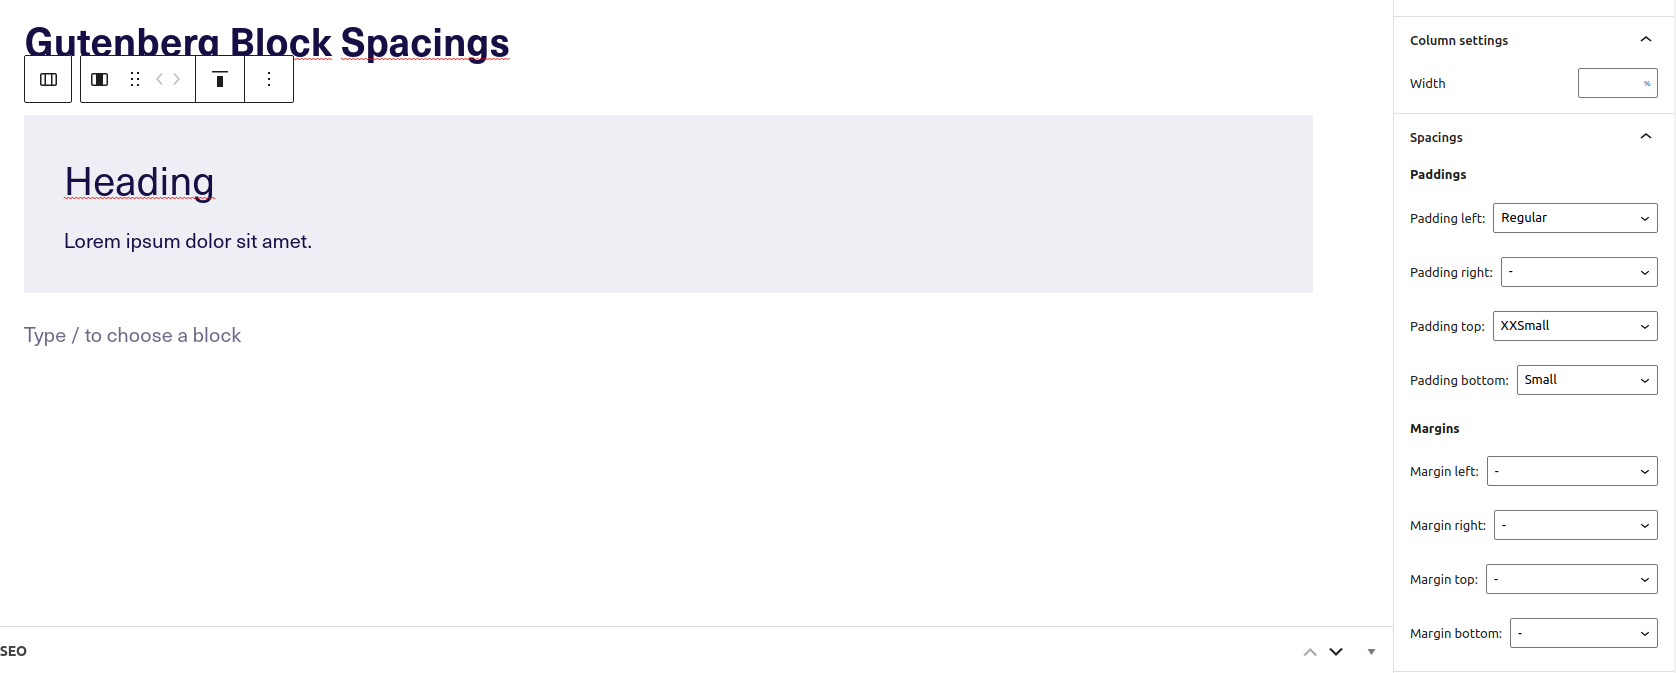 Gutenberg Block Spacings
Heading
Lorem ipsum dolor sit amet.
Type / to choose a block
SEO
Column settings
Width
%
Spacings
Paddings
Padding left: Regular
Padding right: -
Padding top: XXSmall
Padding bottom: Small
Margins
Margin left: -
Margin right: -
Margin top: -
Margin bottom: -